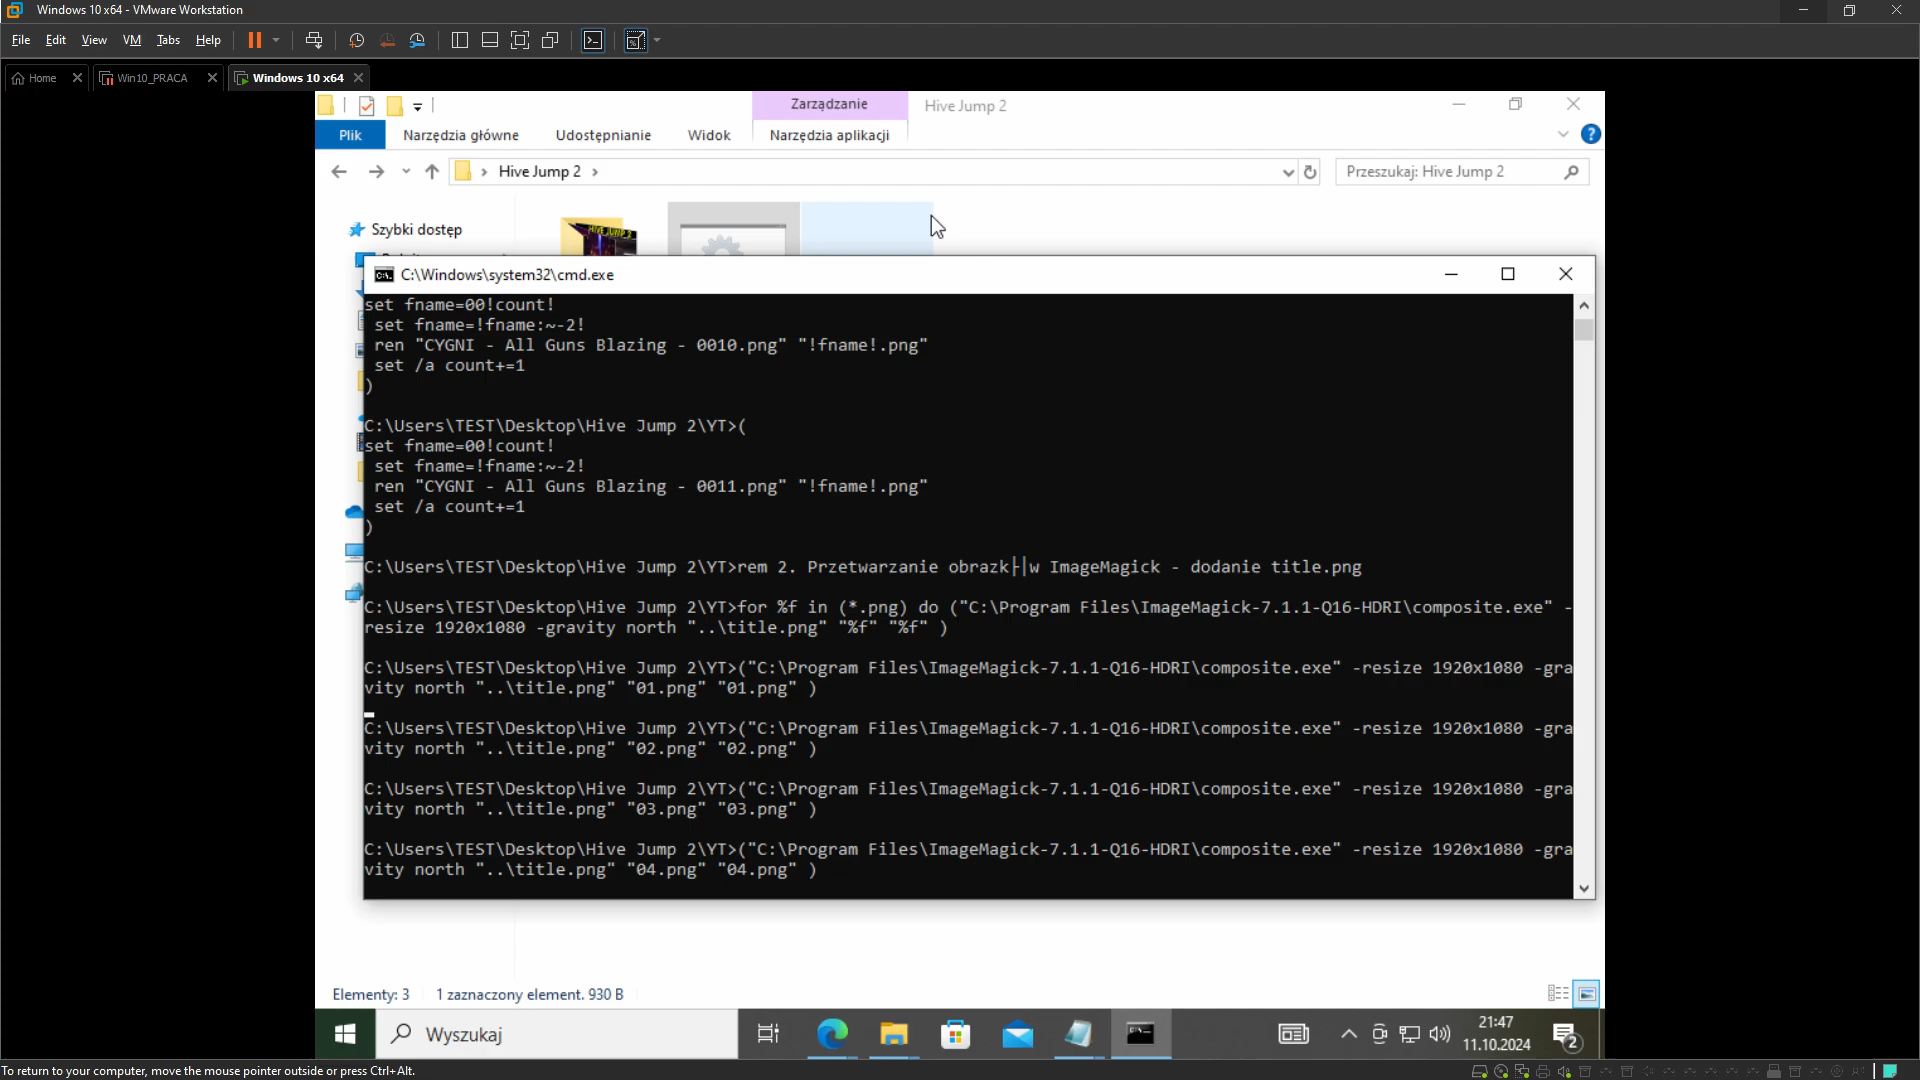 Windows 10 x64 - VMware Workstation
File Edit View VM Tabs Help
Home Win10_PRACA Windows 10 x64
Zarządzanie Hive Jump 2
Plik Narzędzia główne Udostępnianie Widok Narzędzia aplikacji
Hive Jump 2 Przeszukaj: Hive Jump 2
Szybki dostęp
HIVE JUMP 2
C:\Windows\system32\cmd.exe
set fname=00!count!
set fname=!fname:~-2!
ren "CYGNI - All Guns Blazing - 0010.png" "!fname!.png"
set /a count+=1
)
C:\Users\TEST\Desktop\Hive Jump 2\YT>(
set fname=00!count!
set fname=!fname:~-2!
ren "CYGNI - All Guns Blazing - 0011.png" "!fname!.png"
set /a count+=1
)
C:\Users\TEST\Desktop\Hive Jump 2\YT>rem 2. Przetwarzanie obrazk├│w ImageMagick - dodanie title.png
C:\Users\TEST\Desktop\Hive Jump 2\YT>for %f in (*.png) do ("C:\Program Files\ImageMagick-7.1.1-Q16-HDRI\composite.exe" -
resize 1920x1080 -gravity north "..\title.png" "%f" "%f" )
C:\Users\TEST\Desktop\Hive Jump 2\YT>("C:\Program Files\ImageMagick-7.1.1-Q16-HDRI\composite.exe" -resize 1920x1080 -gra
vity north "..\title.png" "01.png" "01.png" )
C:\Users\TEST\Desktop\Hive Jump 2\YT>("C:\Program Files\ImageMagick-7.1.1-Q16-HDRI\composite.exe" -resize 1920x1080 -gra
vity north "..\title.png" "02.png" "02.png" )
C:\Users\TEST\Desktop\Hive Jump 2\YT>("C:\Program Files\ImageMagick-7.1.1-Q16-HDRI\composite.exe" -resize 1920x1080 -gra
vity north "..\title.png" "03.png" "03.png" )
C:\Users\TEST\Desktop\Hive Jump 2\YT>("C:\Program Files\ImageMagick-7.1.1-Q16-HDRI\composite.exe" -resize 1920x1080 -gra
vity north "..\title.png" "04.png" "04.png" )
Elementy: 3 1 zaznaczony element. 930 B
Wyszukaj 21:47
11.10.2024 2
To return to your computer, move the mouse pointer outside or press Ctrl+Alt.